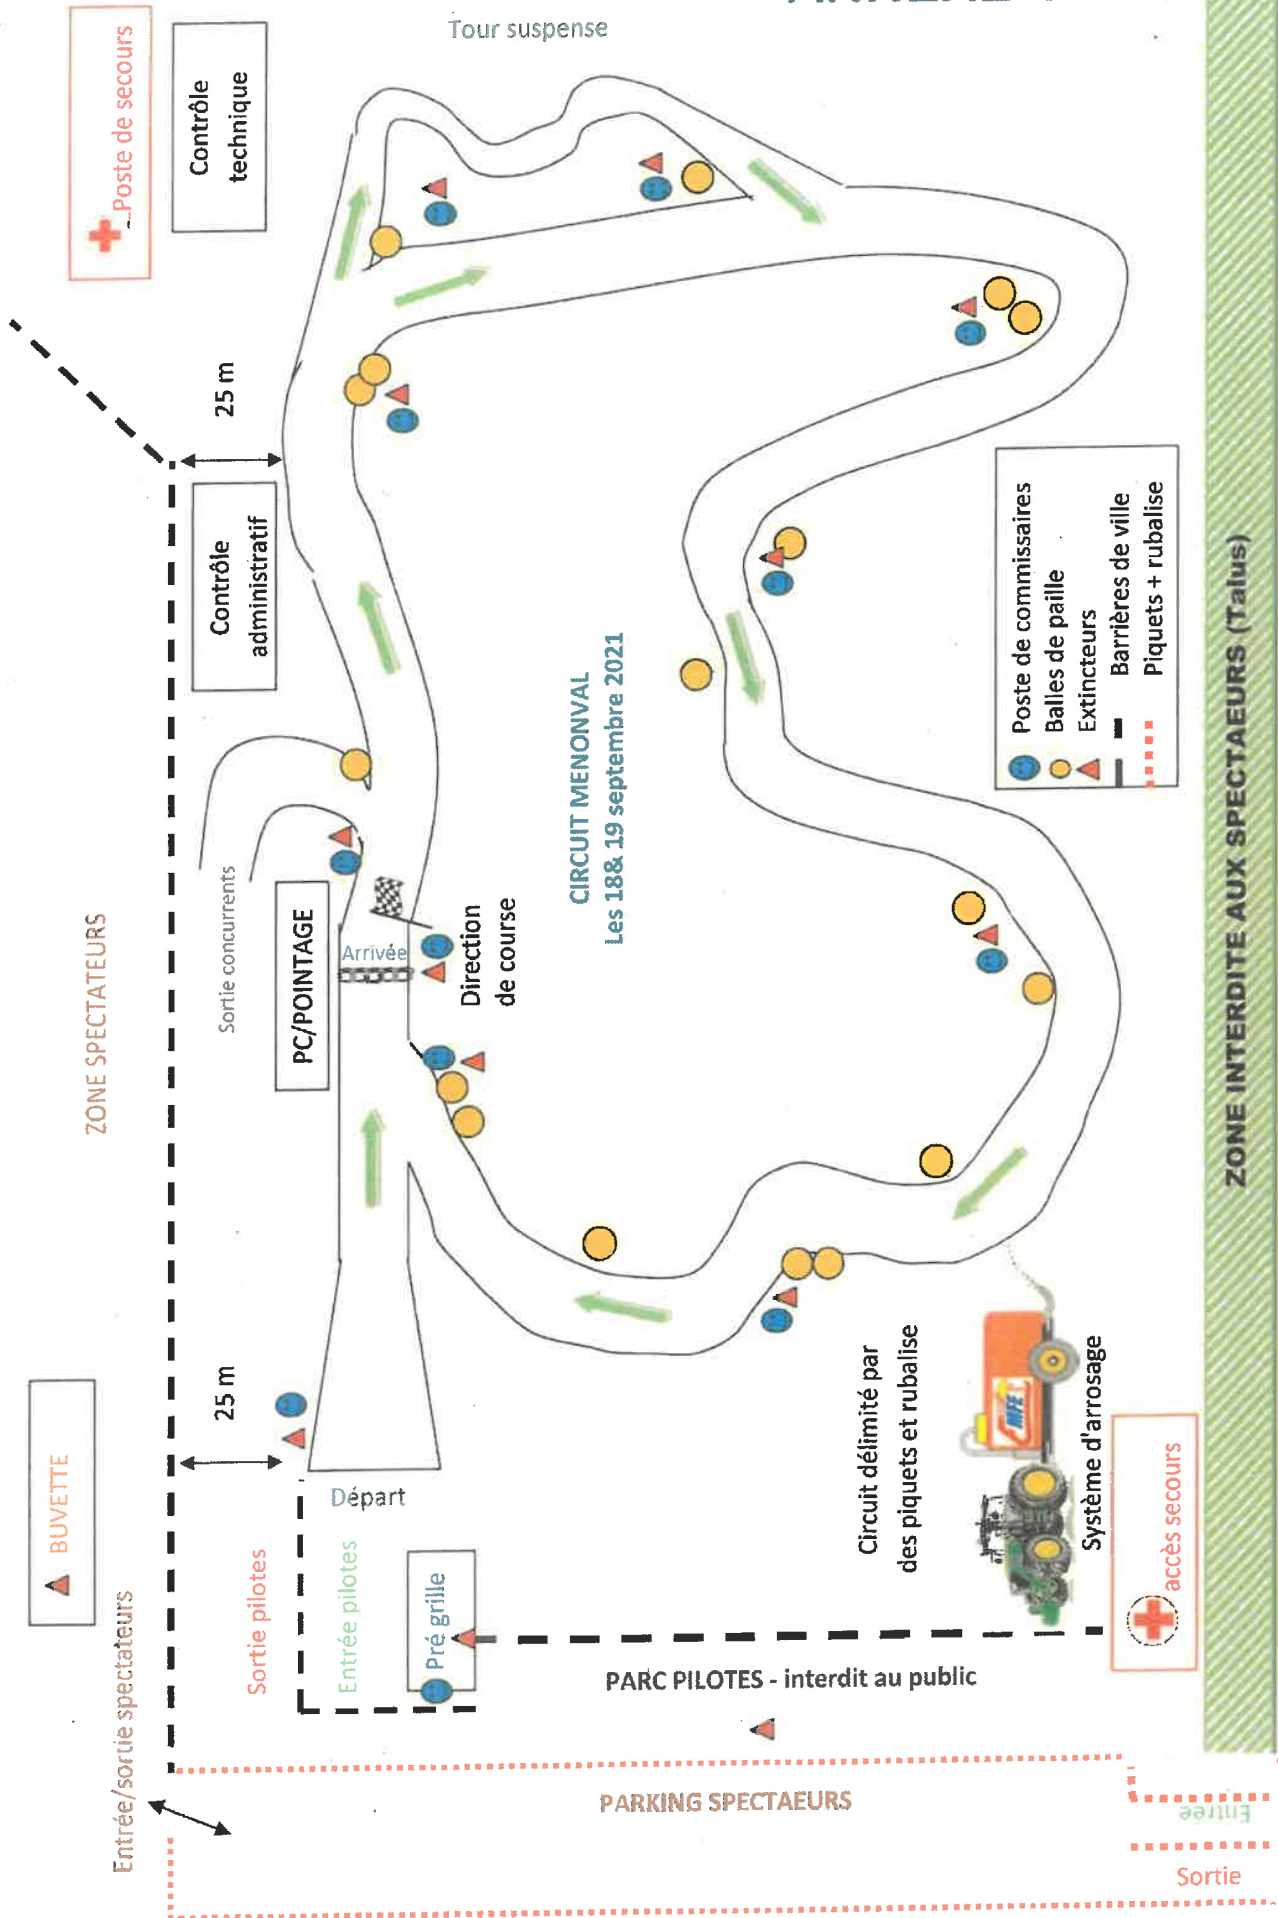 Entrée/sortie spectateurs
BUVETTE
ZONE SPECTATEURS
Poste de secours
Contrôle
technique
25 m
25 m
Contrôle
administratif
Sortie concurrents
Sortie pilotes
Entrée pilotes
Départ
PC/POINTAGE
Arrivée
Tour suspense
Pré grille
Direction
de course
CIRCUIT MENONVAL
Les 18& 19 septembre 2021
PARC PILOTES - interdit au public
PARKING SPECTAEURS
Circuit délimité par
des piquets et rubalise
MFE
Système d'arrosage
Poste de commissaires
Balles de paille
Extincteurs
Barrières de ville
Piquets + rubalise
accès secours
Sortie
Entrée
ZONE INTERDITE AUX SPECTAEURS (Talus)